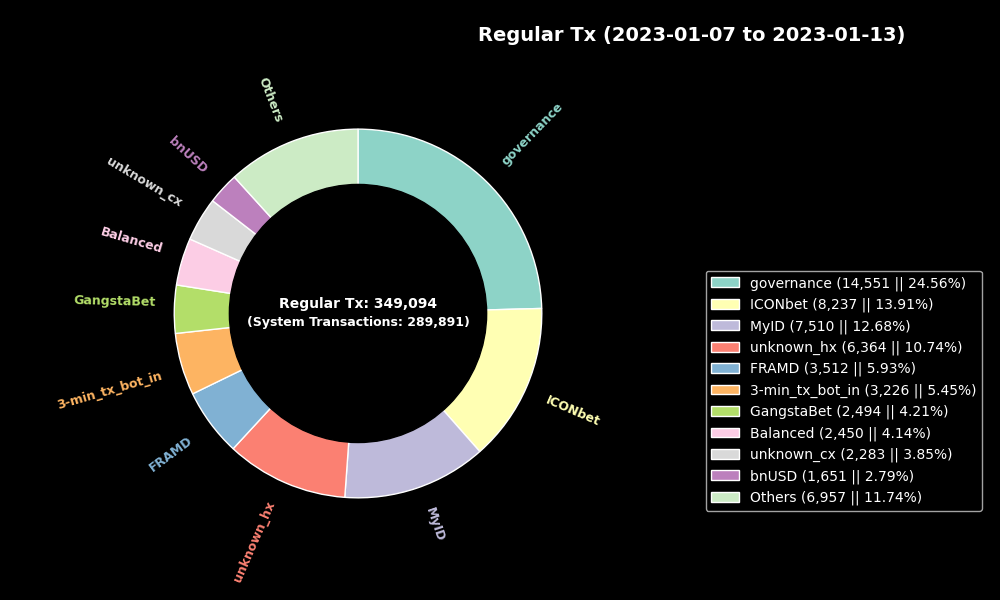 Regular Tx (2023-01-07 to 2023-01-13)
Others
governance
bnUSD
unknown_cx
Balanced
GangstaBet
3-min_tx_bot_in
FRAMD
unknown_hx
MyID
ICONbet
Regular Tx: 349,094
(System Transactions: 289,891)
governance (14,551 || 24.56%)
ICONbet (8,237 || 13.91%)
MyID (7,510 || 12.68%)
unknown_hx (6,364 || 10.74%)
FRAMD (3,512 || 5.93%)
3-min_tx_bot_in (3,226 || 5.45%)
GangstaBet (2,494 || 4.21%)
Balanced (2,450 || 4.14%)
unknown_cx (2,283 || 3.85%)
bnUSD (1,651 || 2.79%)
Others (6,957 || 11.74%)